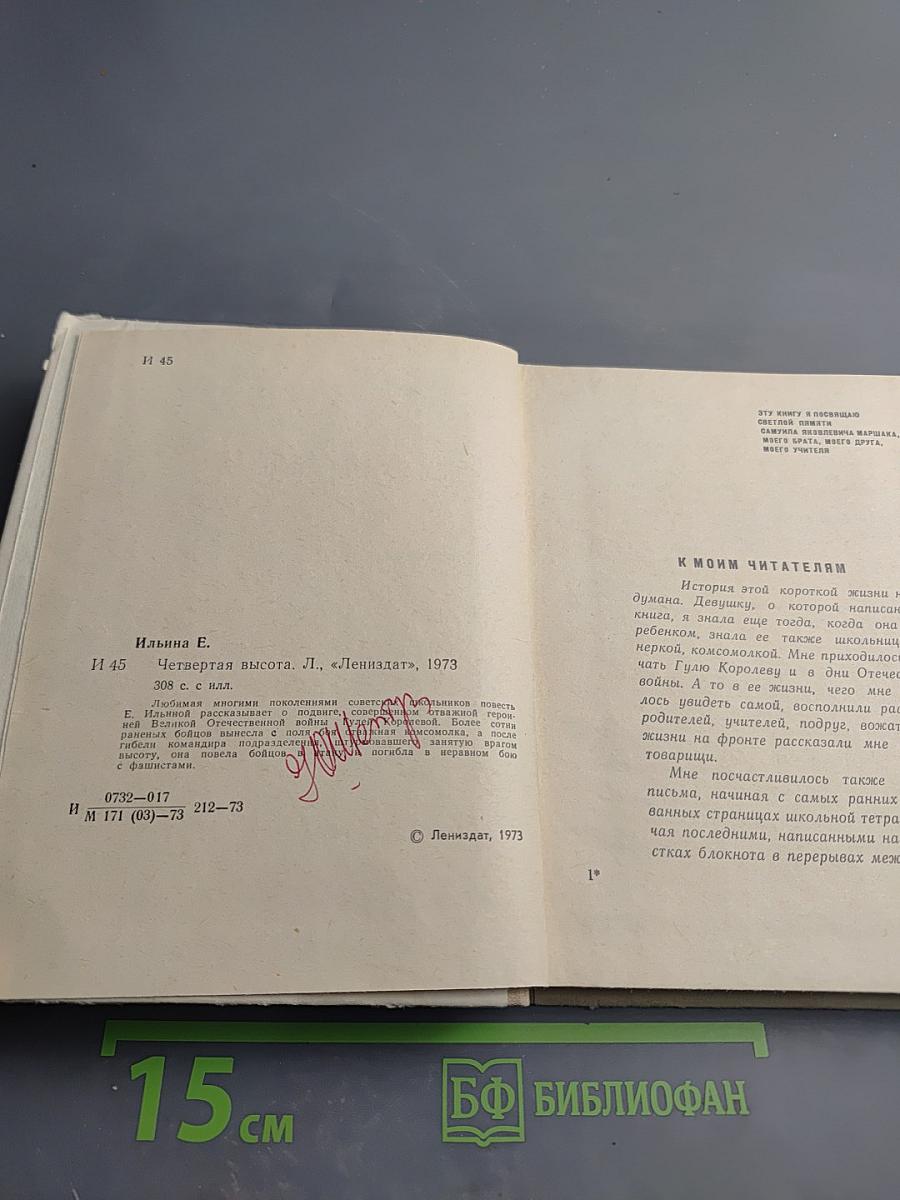 И 45
Ильина Е.
И 45 Четвертая высота. Л., «Лениздат», 1973
308 с. с илл.
Любимая многими поколениями советских школьников повесть
Е. Ильиной рассказывает о подвиге, совершенном отважной герои-
ней Великой Отечественной войны Гулей Королевой. Более сотни
раненых бойцов вынесла с поля боя отважная комсомолка, а после
гибели командира подразделения, штурмовавшего занятую врагом
высоту, она повела бойцов в атаку и погибла в неравном бою
с фашистами.
И 0732—017
М 171 (03)—73 212—73
© Лениздат, 1973
ЭТУ КНИГУ Я ПОСВЯЩАЮ
СВЕТЛОЙ ПАМЯТИ
САМУИЛА ЯКОВЛЕВИЧА МАРШАКА,
МОЕГО БРАТА, МОЕГО ДРУГА,
МОЕГО УЧИТЕЛЯ
К МОИМ ЧИТАТЕЛЯМ
История этой короткой жизни н
думана. Девушку, о которой написан
книга, я знала еще тогда, когда она
ребенком, знала ее также школьниц
неркой, комсомолкой. Мне приходилос
чать Гулю Королеву и в дни Отечес
войны. А то в ее жизни, чего мне
лось увидеть самой, восполнили рас
родителей, учителей, подруг, вожат
жизни на фронте рассказали мне
товарищи.
Мне посчастливилось также
письма, начиная с самых ранних
ванных страницах школьной тетра
чая последними, написанными на
стках блокнота в перерывах меж
1*
15 см
БФ БИБЛИОФАН